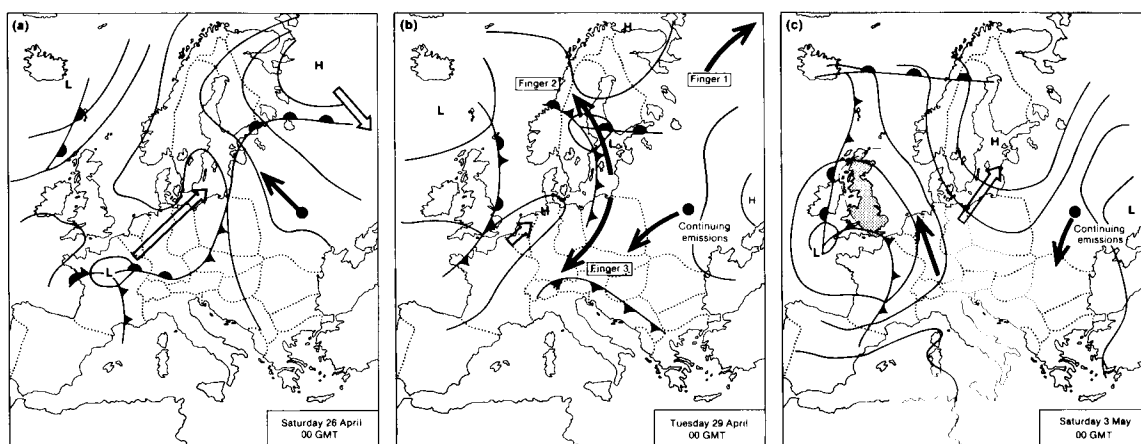 (a)
L
H
L
Saturday 26 April
00 GMT
(b)
H
Finger 1
Finger 2
L
L
H
H
Continuing
emissions
Finger 3
Tuesday 29 April
00 GMT
(c)
H
L
Continuing
emissions
L
Saturday 3 May
00 GMT